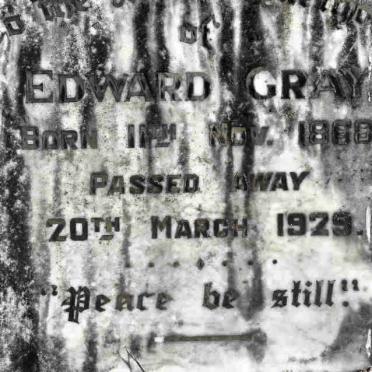 of
EDWARD GRAY
BORN 11TH NOV. 1868
PASSED AWAY
20TH MARCH 1929.
"Peace be still"